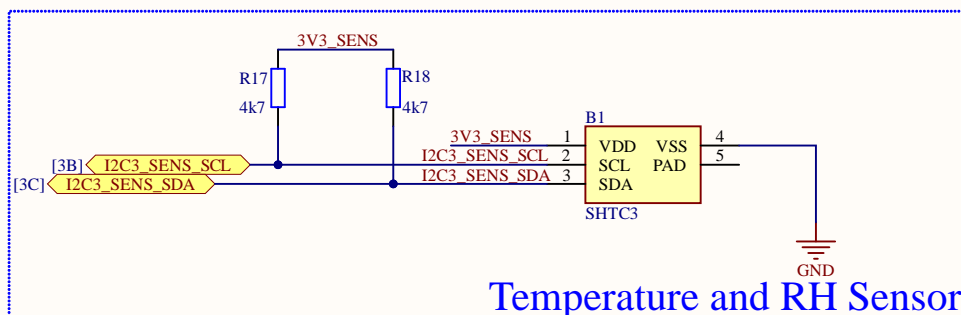 3V3_SENS
R17
R18
4k7
4k7
B1
3V3_SENS 1 VDD VSS 4
[3B] I2C3_SENS_SCL I2C3_SENS_SCL 2 SCL PAD 5
[3C] I2C3_SENS_SDA I2C3_SENS_SDA 3 SDA
SHTC3
GND
Temperature and RH Sensor